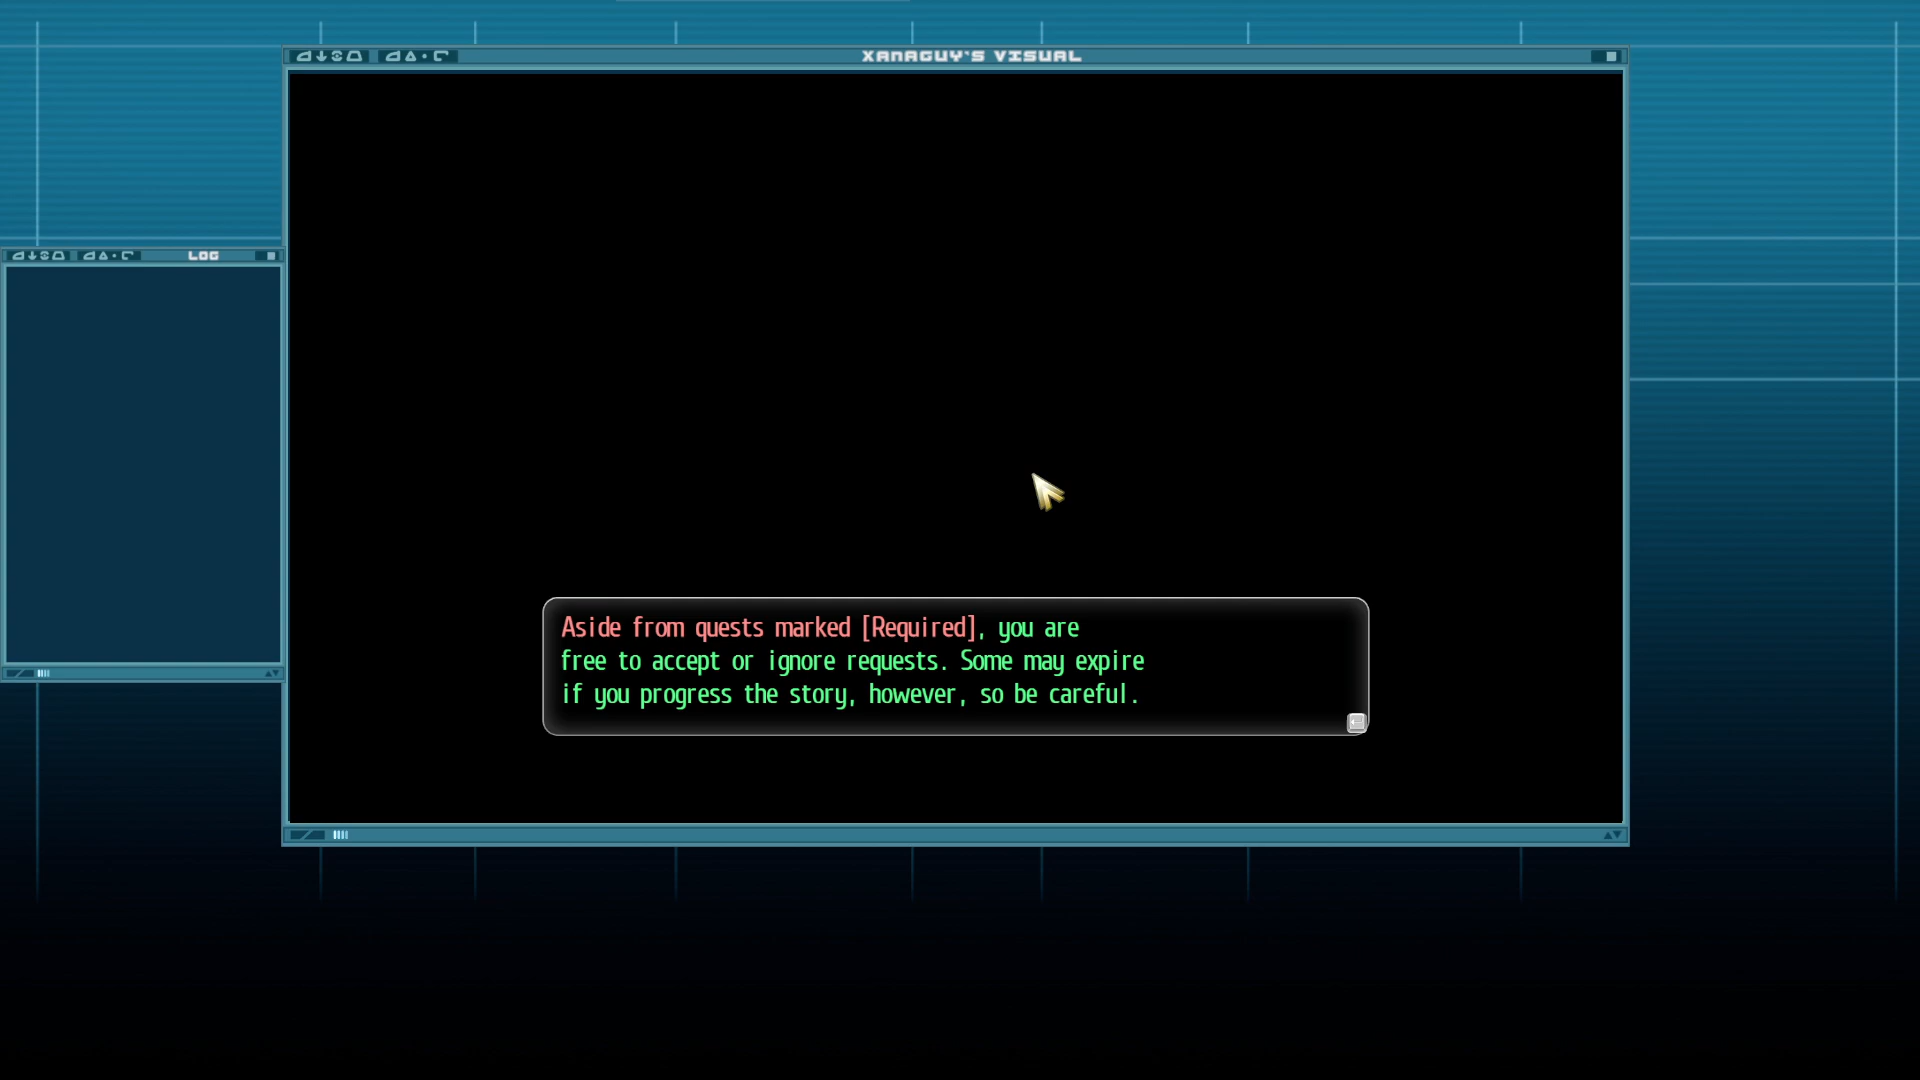 XANAGUY'S VISUAL
LOG
Aside from quests marked [Required], you are
free to accept or ignore requests. Some may expire
if you progress the story, however, so be careful.